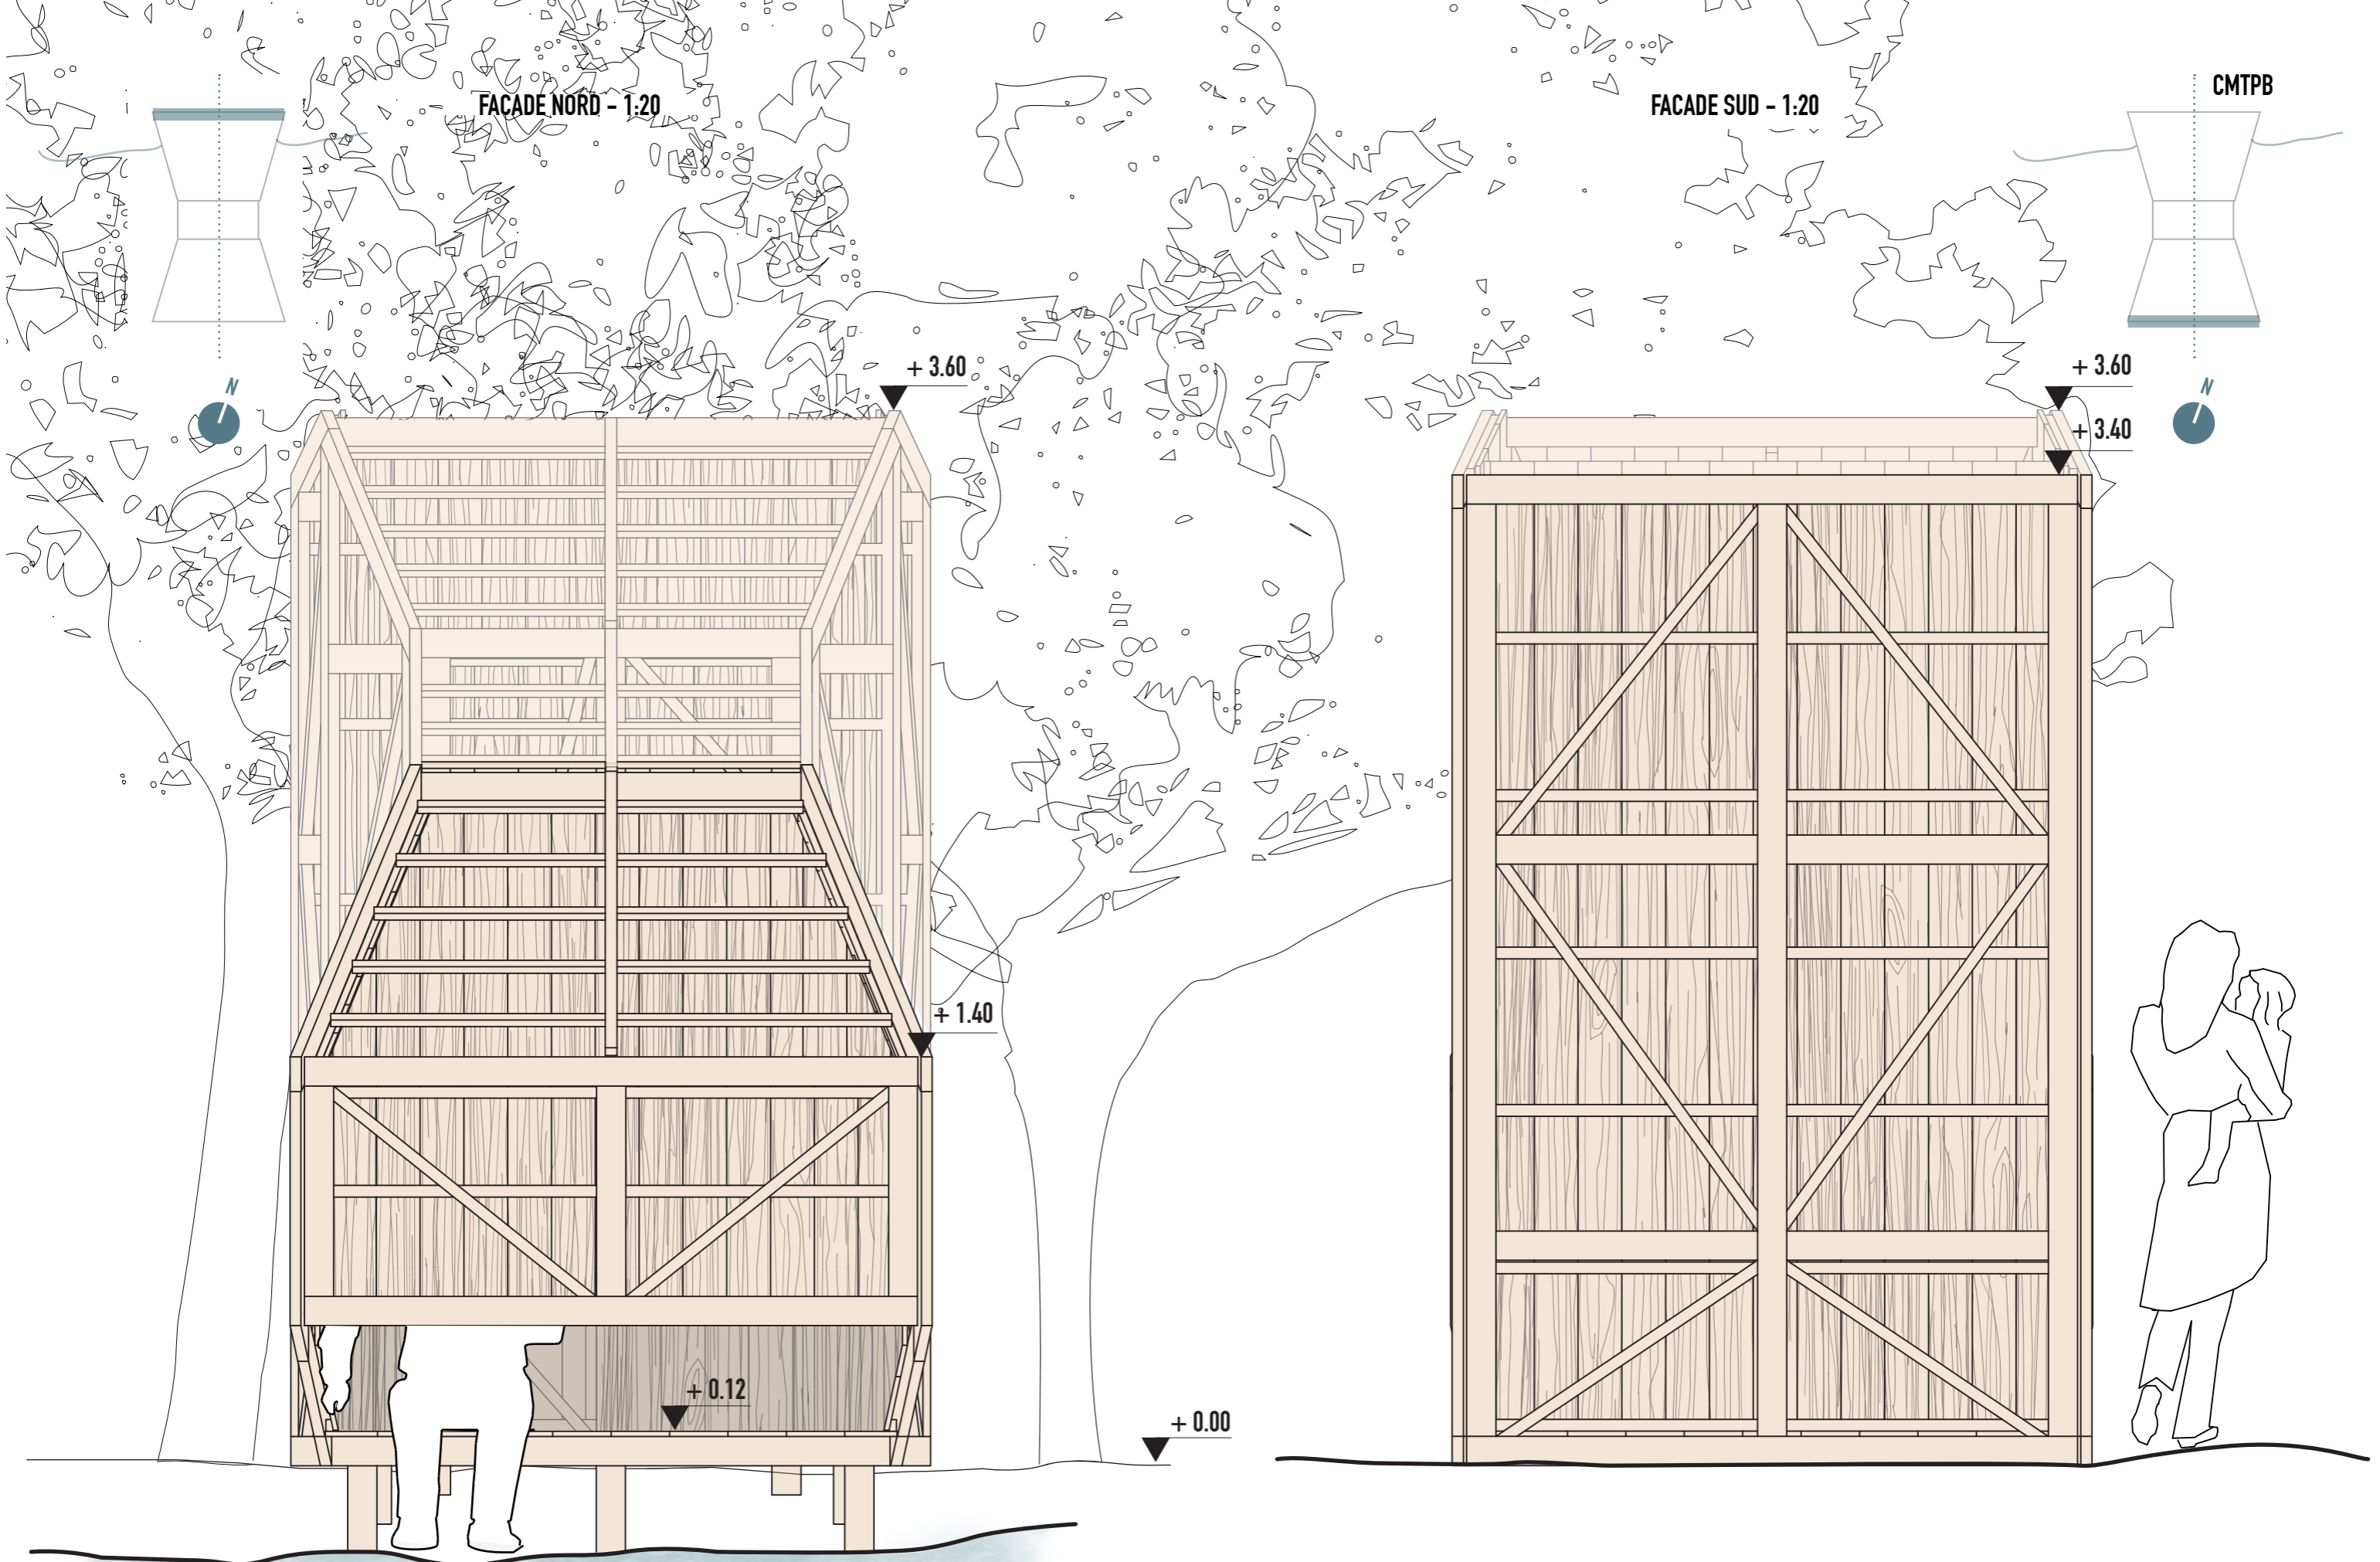 FACADE NORD - 1:20
FACADE SUD - 1:20
CMTPB
N
+ 3.60
+ 1.40
+ 0.12
+ 0.00
+ 3.60
+ 3.40
N